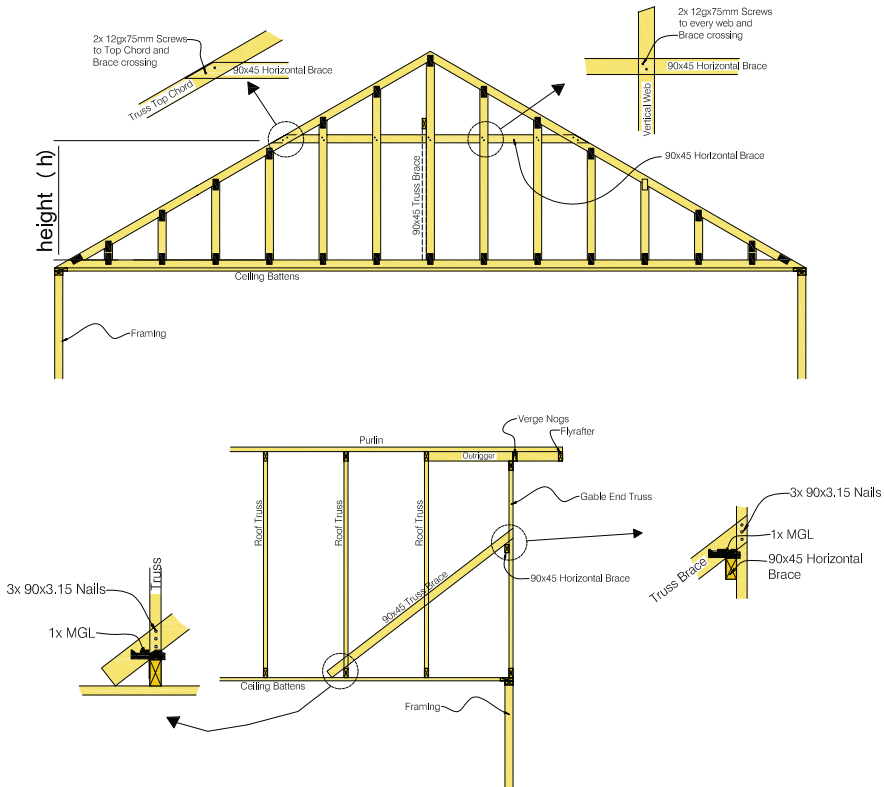 2x 12gx75mm Screws
to Top Chord and
Brace crossing
90x45 Horizontal Brace
Truss Top Chord
2x 12gx75mm Screws
to every web and
Brace crossing
90x45 Horizontal Brace
Vertical Web
90x45 Horizontal Brace
height ( h)
90x45 Truss Brace
Ceiling Battens
Framing
Verge Nogs
Flyrafter
Purlin
Outrigger
Roof Truss
Roof Truss
Roof Truss
Gable End Truss
90x45 Truss Brace
90x45 Horizontal Brace
Ceiling Battens
Framing
3x 90x3.15 Nails
1x MGL
90x45 Horizontal
Brace
Truss Brace
Truss
3x 90x3.15 Nails
1x MGL